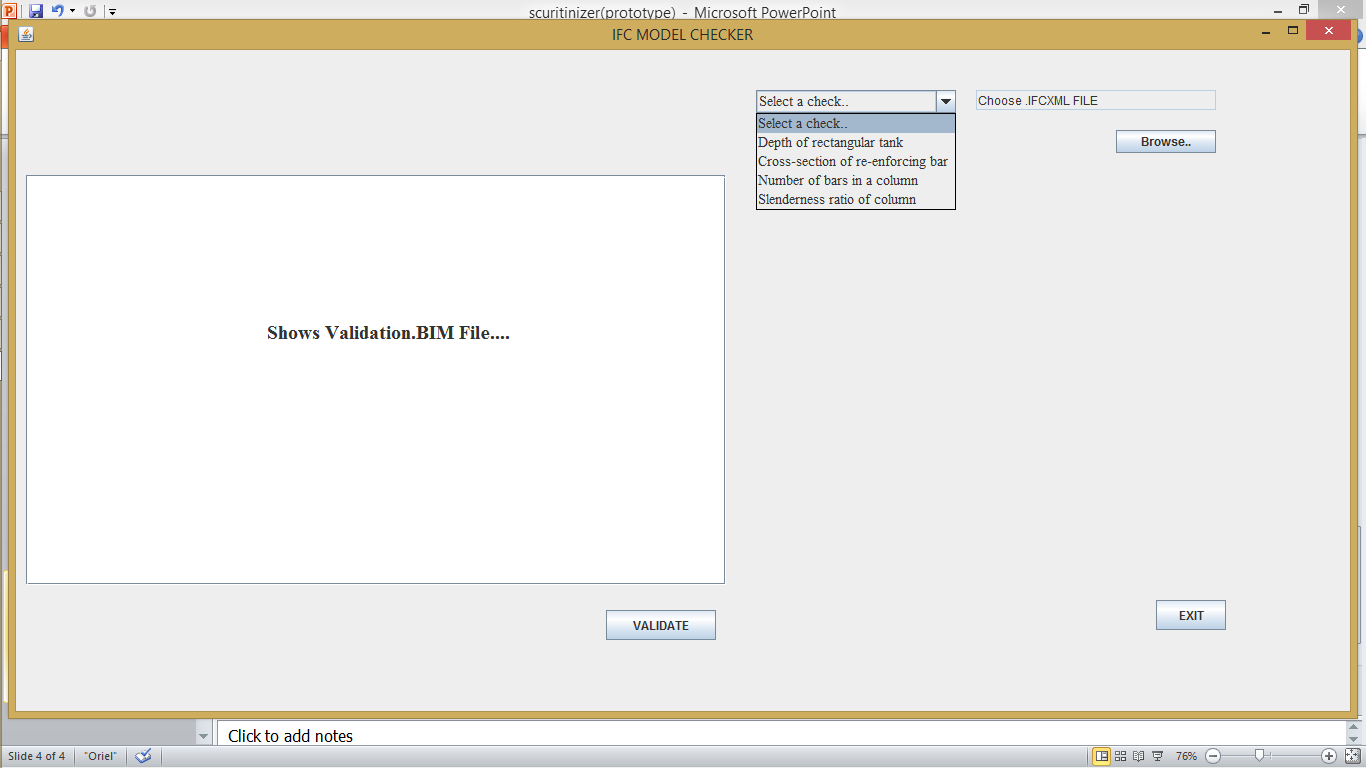 scuritinizer(prototype) - Microsoft PowerPoint
IFC MODEL CHECKER
Select a check..
Choose .IFCXML FILE
Select a check..
Depth of rectangular tank
Cross-section of re-enforcing bar
Number of bars in a column
Slenderness ratio of column
Browse..
Shows Validation.BIM File....
VALIDATE
EXIT
Click to add notes
Slide 4 of 4
"Oriel"
76%